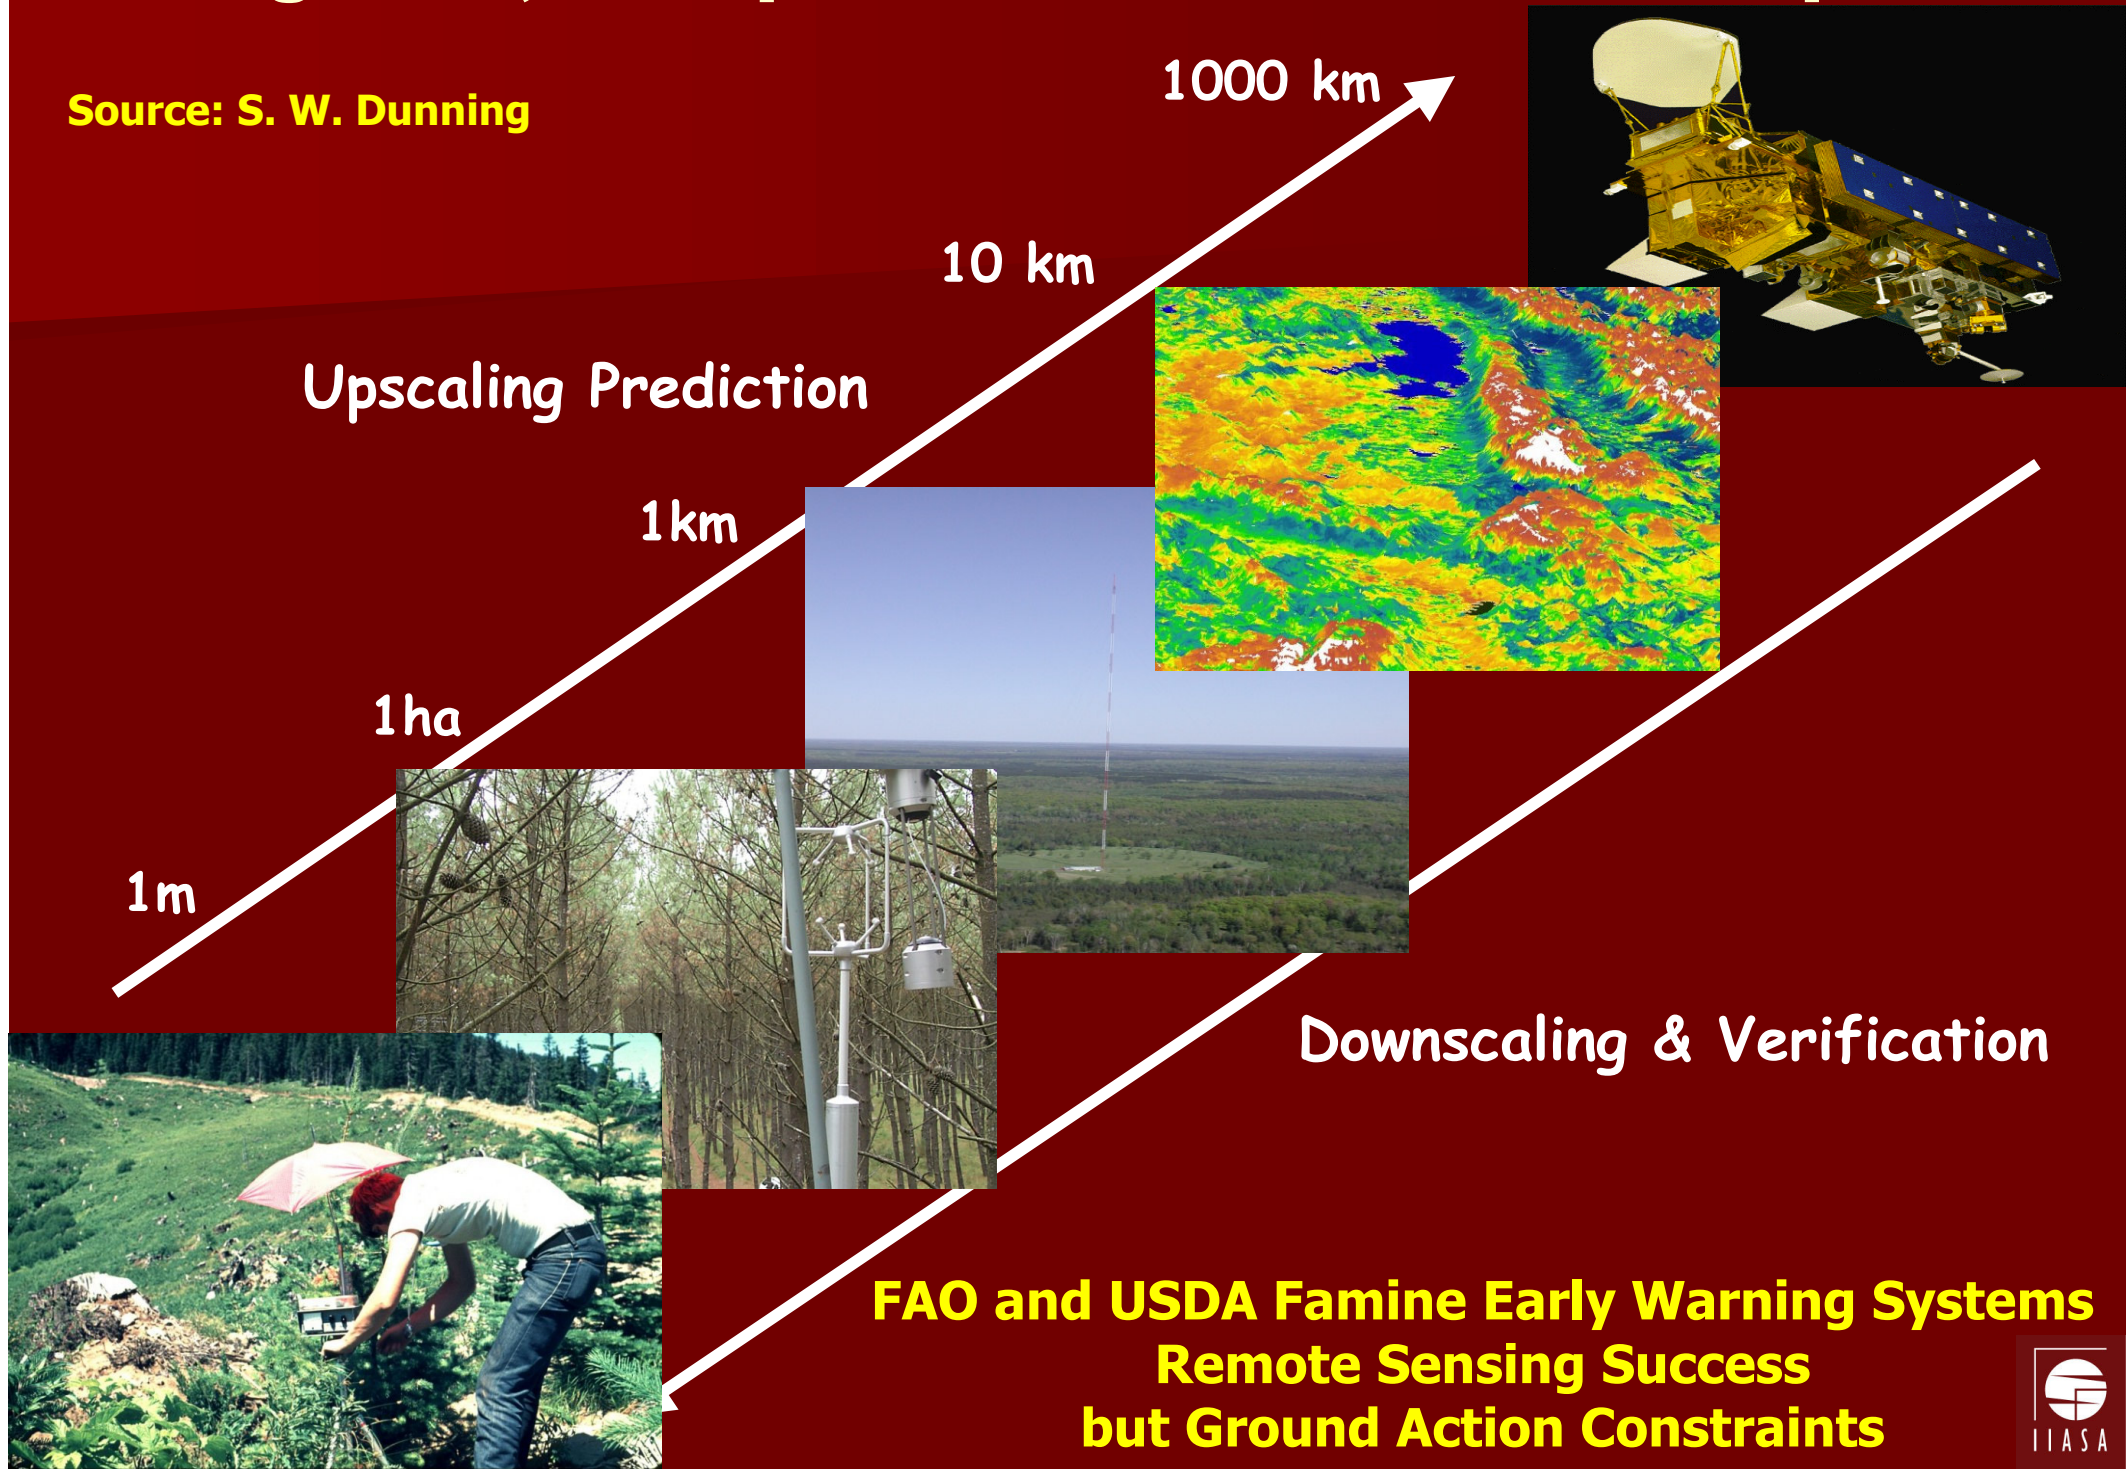 Source: S. W. Dunning
1000 km
10 km
Upscaling Prediction
1km
1ha
1m
Downscaling & Verification
FAO and USDA Famine Early Warning Systems
Remote Sensing Success
but Ground Action Constraints
IIASA